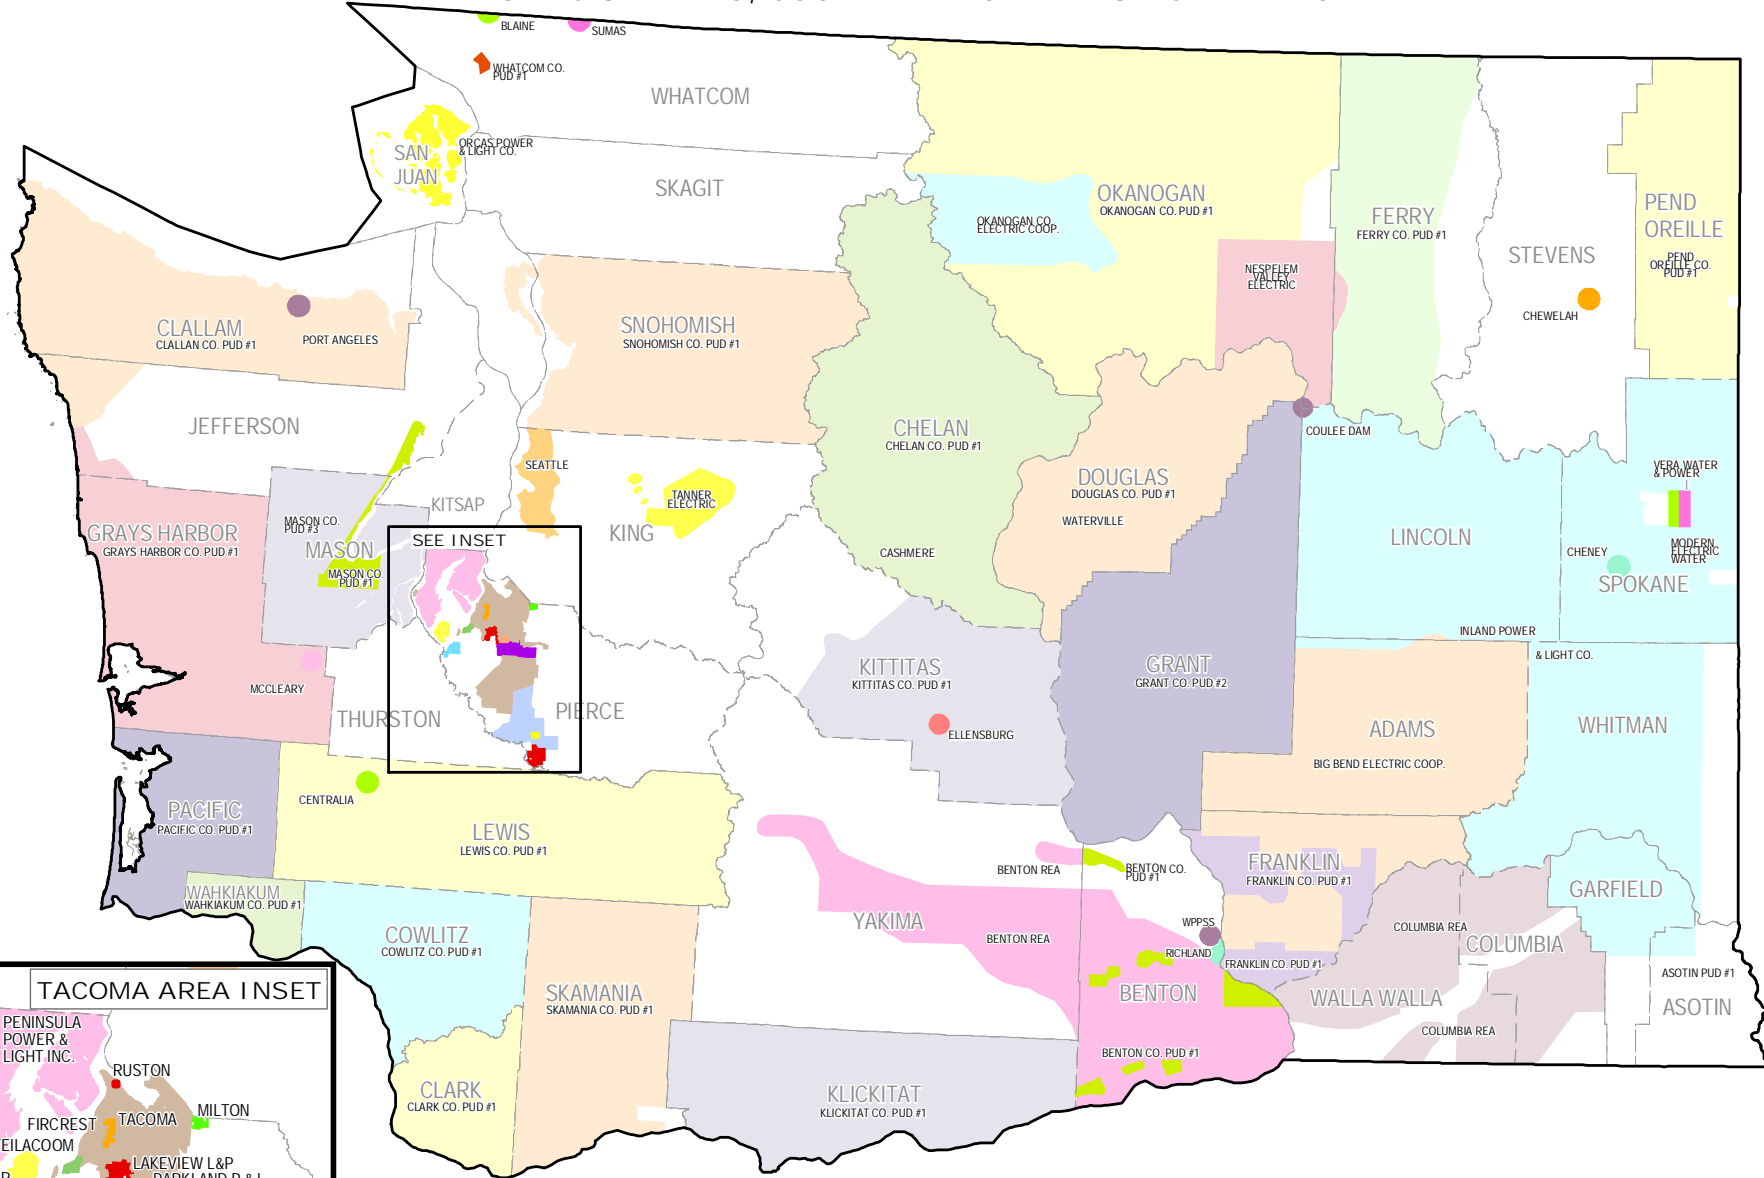 BLAINE
SUMAS
WHATCOM CO.
PUD #1
WHATCOM
ORCAS POWER
& LIGHT CO.
SAN
JUAN
SKAGIT
OKANOGAN
OKANOGAN CO. PUD #1
OKANOGAN CO.
ELECTRIC COOP.
FERRY
FERRY CO. PUD #1
PEND
OREILLE
PEND
OREILLE CO.
PUD #1
STEVENS
NESPELEM
VALLEY
ELECTRIC
CHEWELAH
CLALLAM
CLALLAN CO. PUD #1
PORT ANGELES
SNOHOMISH
SNOHOMISH CO. PUD #1
JEFFERSON
CHELAN
CHELAN CO. PUD #1
COULEE DAM
SEATTLE
DOUGLAS
DOUGLAS CO. PUD #1
VERA WATER
& POWER
TANNER
ELECTRIC
KITSAP
KING
MASON CO.
PUD #3
GRAYS HARBOR
GRAYS HARBOR CO. PUD #1
MASON
MASON CO.
PUD #1
WATERVILLE
LINCOLN
SEE INSET
CASHMERE
CHENEY
MODERN
ELECTRIC
WATER
SPOKANE
INLAND POWER
& LIGHT CO.
KITTITAS
KITTITAS CO. PUD #1
GRANT
GRANT CO. PUD #2
MCCLEARY
THURSTON
PIERCE
ELLENSBURG
ADAMS
WHITMAN
BIG BEND ELECTRIC COOP.
CENTRALIA
PACIFIC
PACIFIC CO. PUD #1
LEWIS
LEWIS CO. PUD #1
BENTON REA
BENTON CO.
PUD #1
FRANKLIN
FRANKLIN CO. PUD #1
WAHKIAKUM
WAHKIAKUM CO. PUD #1
GARFIELD
YAKIMA
BENTON REA
WPPSS
RICHLAND
FRANKLIN CO. PUD #1
COLUMBIA REA
COLUMBIA
COWLITZ
COWLITZ CO. PUD #1
ASOTIN PUD #1
ASOTIN
BENTON
WALLA WALLA
COLUMBIA REA
SKAMANIA
SKAMANIA CO. PUD #1
BENTON CO. PUD #1
CLARK
CLARK CO. PUD #1
KLICKITAT
KLICKITAT CO. PUD #1
TACOMA AREA INSET
PENINSULA
POWER &
LIGHT INC.
RUSTON
FIRCREST
TACOMA
MILTON
EILACOOM
LAKEVIEW L&P